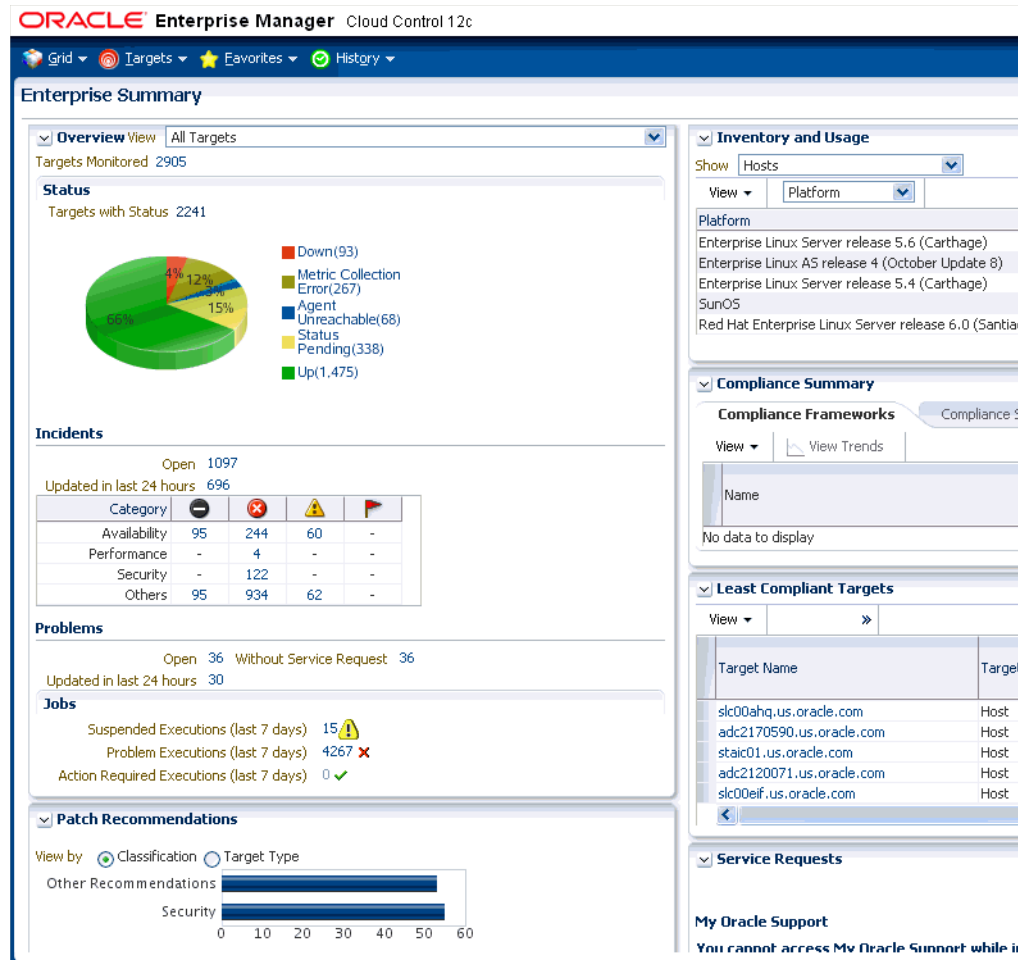 ORACLE Enterprise Manager Cloud Control 12c
Grid Targets Favorites History
Enterprise Summary
Overview View All Targets
Targets Monitored 2905
Status
Targets with Status 2241
4% 12% 3% 15% 66%
Down(93)
Metric Collection
Error(267)
Agent
Unreachable(68)
Status
Pending(338)
Up(1,475)
Incidents
Open 1097
Updated in last 24 hours 696
Category
Availability 95 244 60 -
Performance - 4 - -
Security - 122 - -
Others 95 934 62 -
Problems
Open 36 Without Service Request 36
Updated in last 24 hours 30
Jobs
Suspended Executions (last 7 days) 15
Problem Executions (last 7 days) 4267
Action Required Executions (last 7 days) 0
Patch Recommendations
View by Classification Target Type
Other Recommendations
Security
0 10 20 30 40 50 60
Inventory and Usage
Show Hosts
View Platform
Platform
Enterprise Linux Server release 5.6 (Carthage)
Enterprise Linux AS release 4 (October Update 8)
Enterprise Linux Server release 5.4 (Carthage)
SunOS
Red Hat Enterprise Linux Server release 6.0 (Santia
Compliance Summary
Compliance Frameworks Compliance S
View View Trends
Name
No data to display
Least Compliant Targets
View »
Target Name Target
slc00ahq.us.oracle.com Host
adc2170590.us.oracle.com Host
staic01.us.oracle.com Host
adc2120071.us.oracle.com Host
slc00eif.us.oracle.com Host
Service Requests
My Oracle Support
You cannot access My Oracle Support while i